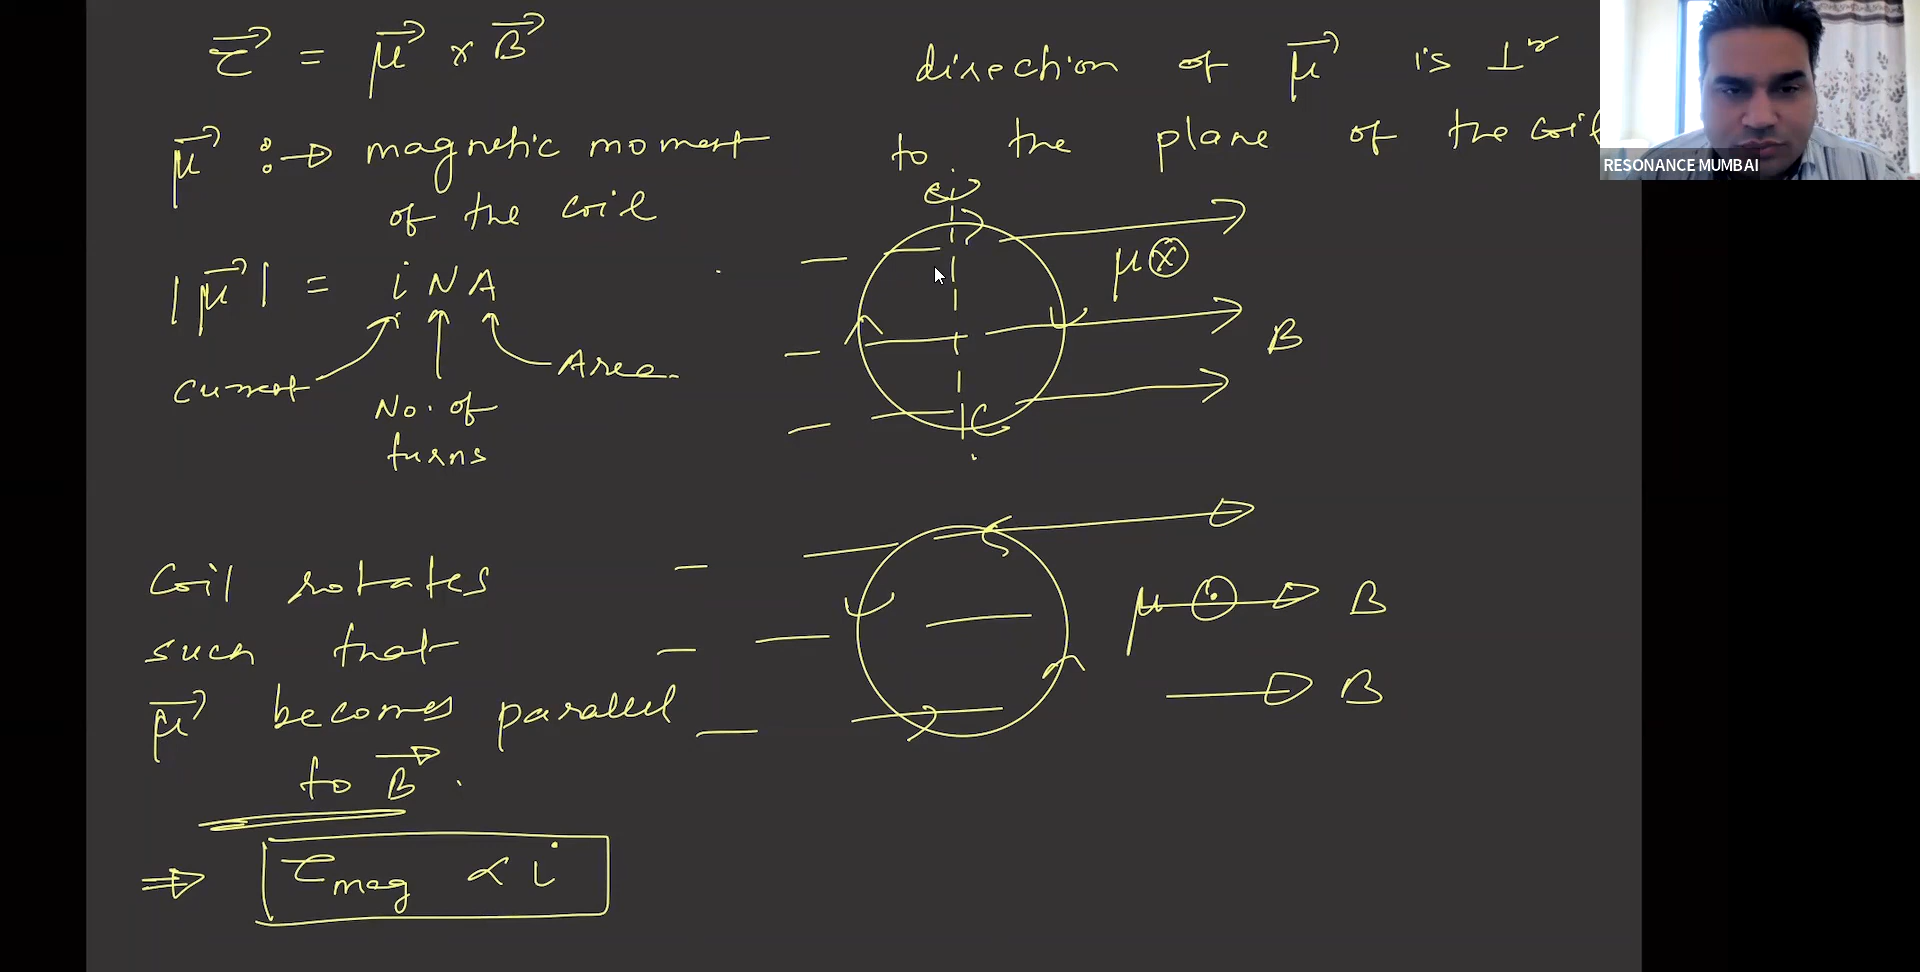 τ⃗ = μ⃗ × B⃗
μ⃗ :→ magnetic moment
of the coil
|μ⃗| = i N A
Current
No. of
turns
Area
direction of μ⃗ is ⊥r
to the plane of the coil
RESONANCE MUMBAI
μ ⊗
B
Coil rotates
such that
μ⃗ becomes parallel
to B⃗.
μ ⊙ B
B
⇒ τmag ∝ i